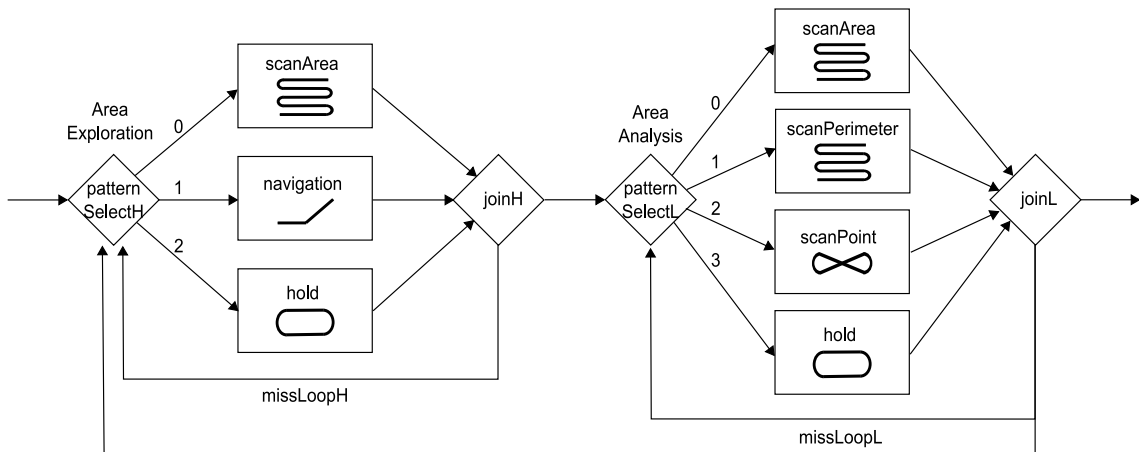 Area
Exploration
pattern
SelectH
0
1
2
scanArea
navigation
hold
joinH
missLoopH
Area
Analysis
pattern
SelectL
0
1
2
3
scanArea
scanPerimeter
scanPoint
hold
joinL
missLoopL